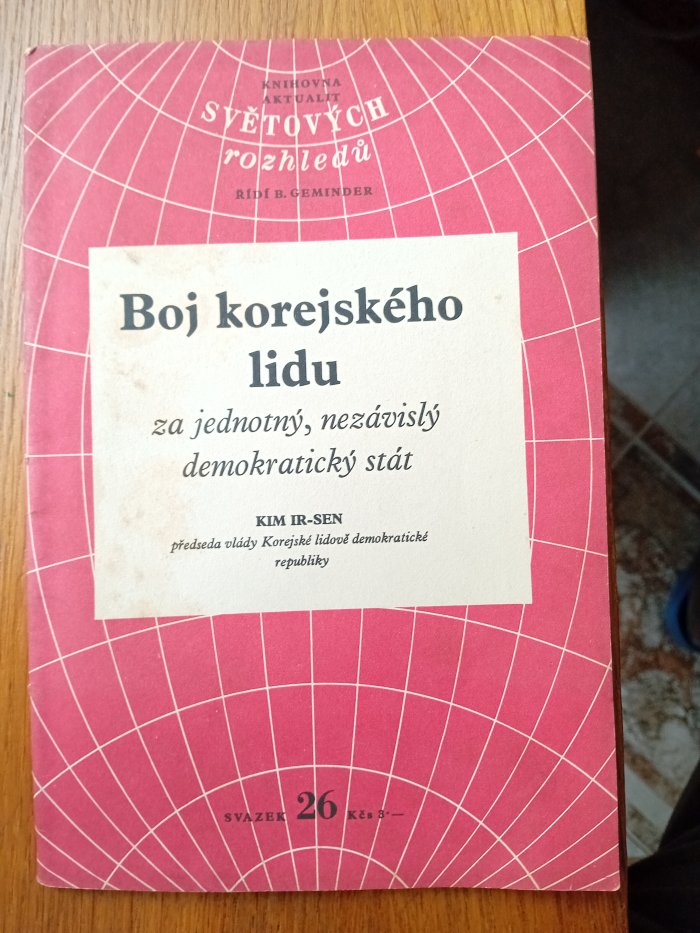 KNIHOVNA
AKTUALIT
SVĚTOVÝCH
rozhledů
ŘÍDÍ B. GEMINDER
Boj korejského
lidu
za jednotný, nezávislý
demokratický stát
KIM IR-SEN
předseda vlády Korejské lidově demokratické
republiky
SVAZEK 26 Kčs 3·—